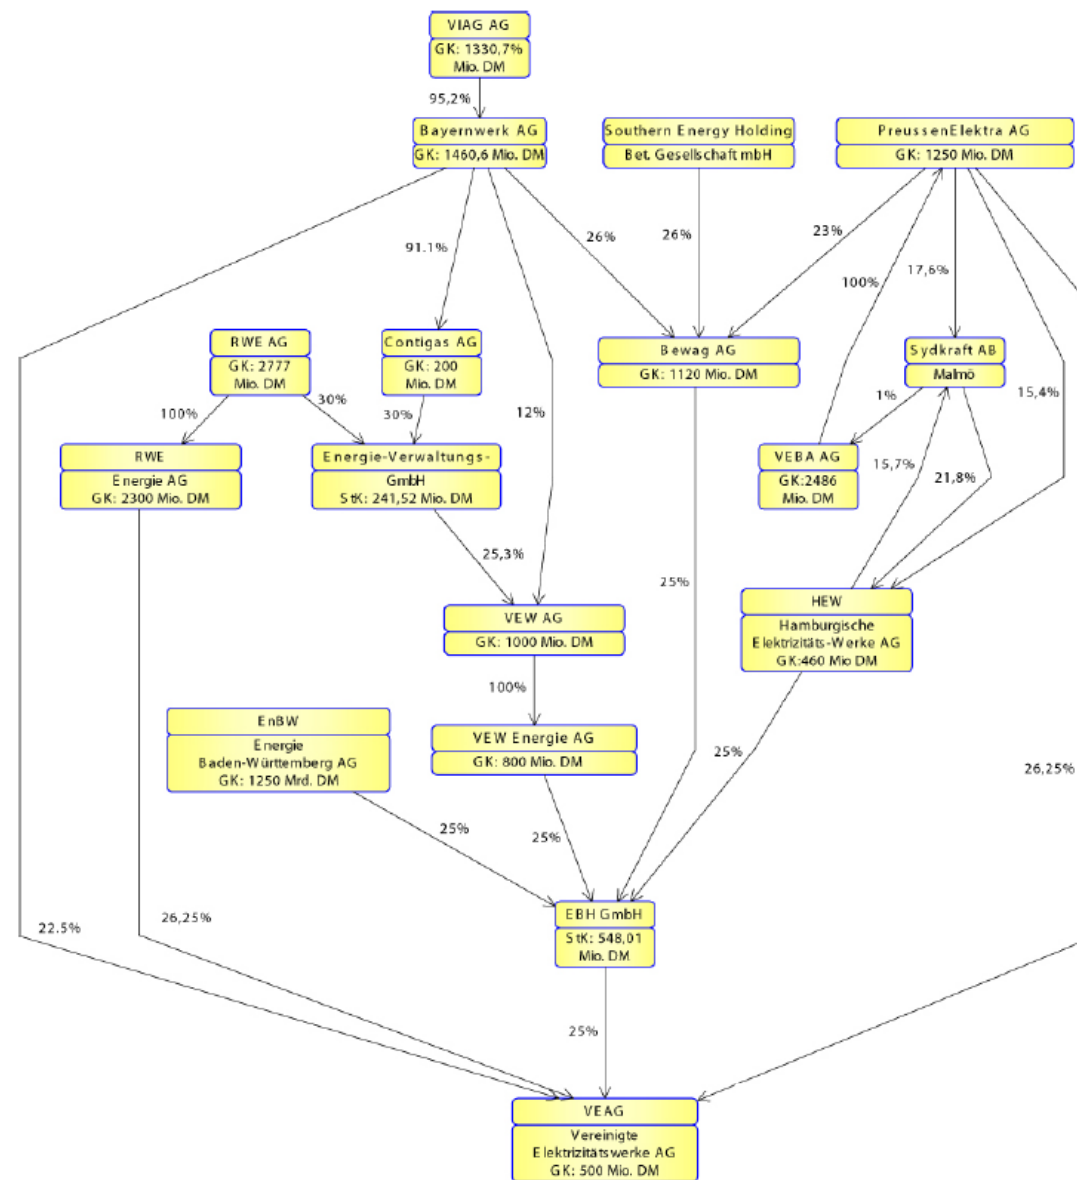 VIAG AG
GK: 1330,7%
Mio. DM
95,2%
Bayernwerk AG
GK: 1460,6 Mio. DM
Southern Energy Holding
Bet. Gesellschaft mbH
PreussenElektra AG
GK: 1250 Mio. DM
91.1%
26%
26%
23%
100%
17,6%
RWE AG
GK: 2777
Mio. DM
Contigas AG
GK: 200
Mio. DM
Bewag AG
GK: 1120 Mio. DM
Sydkraft AB
Malmö
100%
30%
30%
12%
1%
15,4%
RWE
Energie AG
GK: 2300 Mio. DM
Energie-Verwaltungs-
GmbH
StK: 241,52 Mio. DM
VEBA AG
GK:2486
Mio. DM
15,7%
21,8%
25,3%
25%
VEW AG
GK: 1000 Mio. DM
HEW
Hamburgische
Elektrizitäts-Werke AG
GK:460 Mio DM
100%
EnBW
Energie
Baden-Württemberg AG
GK: 1250 Mrd. DM
VEW Energie AG
GK: 800 Mio. DM
25%
26,25%
25%
25%
EBH GmbH
StK: 548,01
Mio. DM
22.5%
26,25%
25%
VEAG
Vereinigte
Elektrizitätswerke AG
GK: 500 Mio. DM